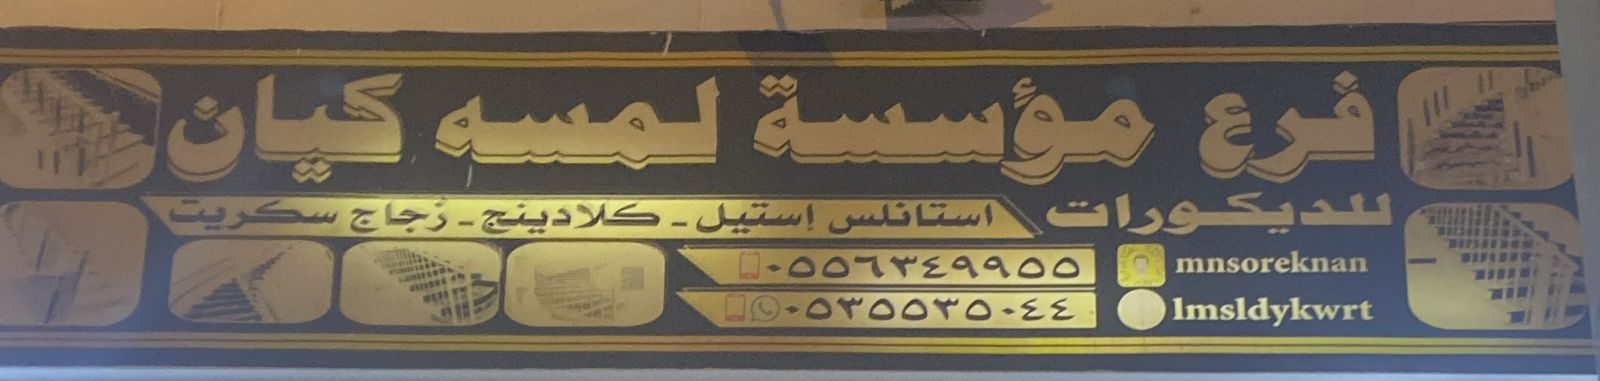 فرع مؤسسة لمسه كيان
للديكورات
استانلس إستيل - كلادينج - زجاج سكريت
٠٥٥٦٣٤٩٩٥٥
mnsoreknan
٠٥٣٥٥٣٥٠٤٤
lmsldykwrt